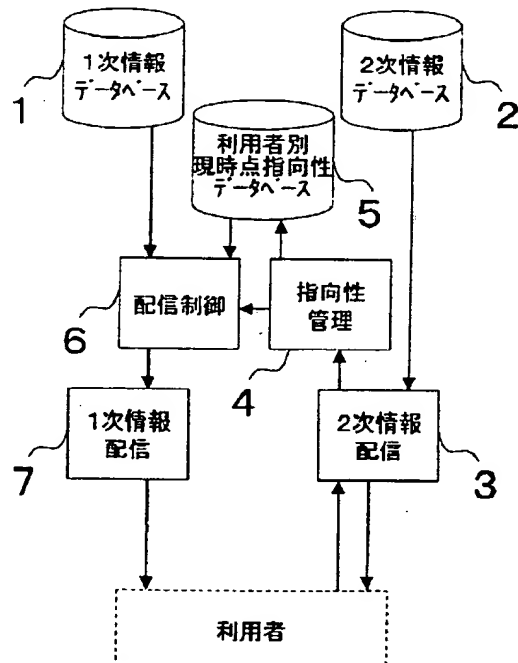 1次情報
データベース
1
2次情報
データベース
2
利用者別
現時点指向性
データベース
5
配信制御
6
指向性
管理
4
1次情報
配信
7
2次情報
配信
3
利用者